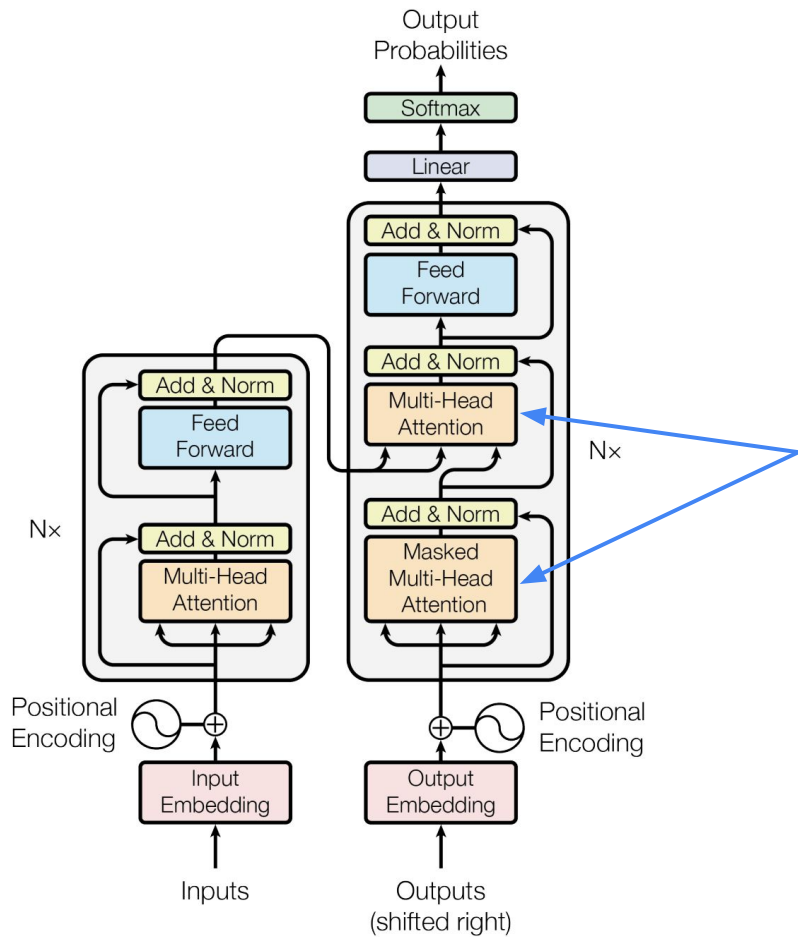 Output
Probabilities
Softmax
Linear
Add & Norm
Feed
Forward
Add & Norm
Multi-Head
Attention
Nx
Add & Norm
Masked
Multi-Head
Attention
Add & Norm
Feed
Forward
Nx
Add & Norm
Multi-Head
Attention
Positional
Encoding
Positional
Encoding
Input
Embedding
Output
Embedding
Inputs
Outputs
(shifted right)